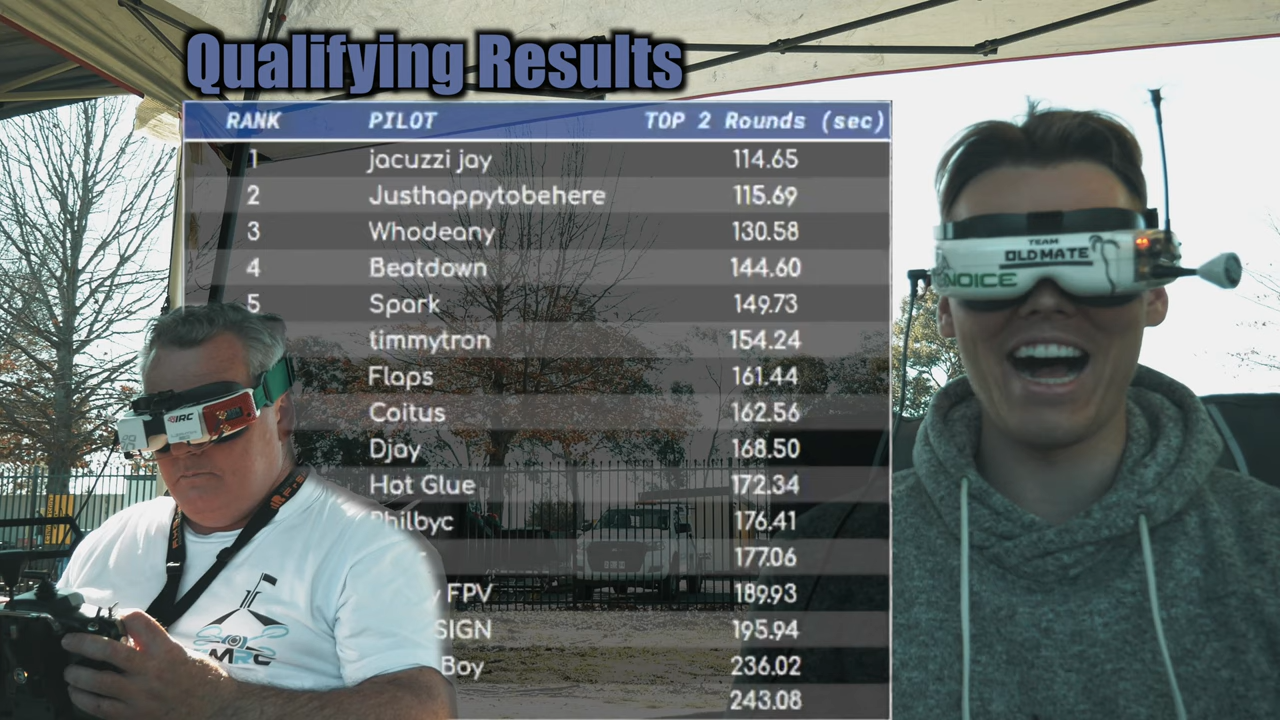 Qualifying Results
RANK PILOT TOP 2 Rounds (sec)
1 jacuzzi jay 114.65
2 Justhappytobehere 115.69
3 Whodeany 130.58
4 Beatdown 144.60
5 Spark 149.73
timmytron 154.24
Flaps 161.44
Coitus 162.56
Djay 168.50
Hot Glue 172.34
Philbyc 176.41
177.06
FPV 189.93
SIGN 195.94
Boy 236.02
243.08
TEAM
OLD MATE
NOICE
IRC
MRC